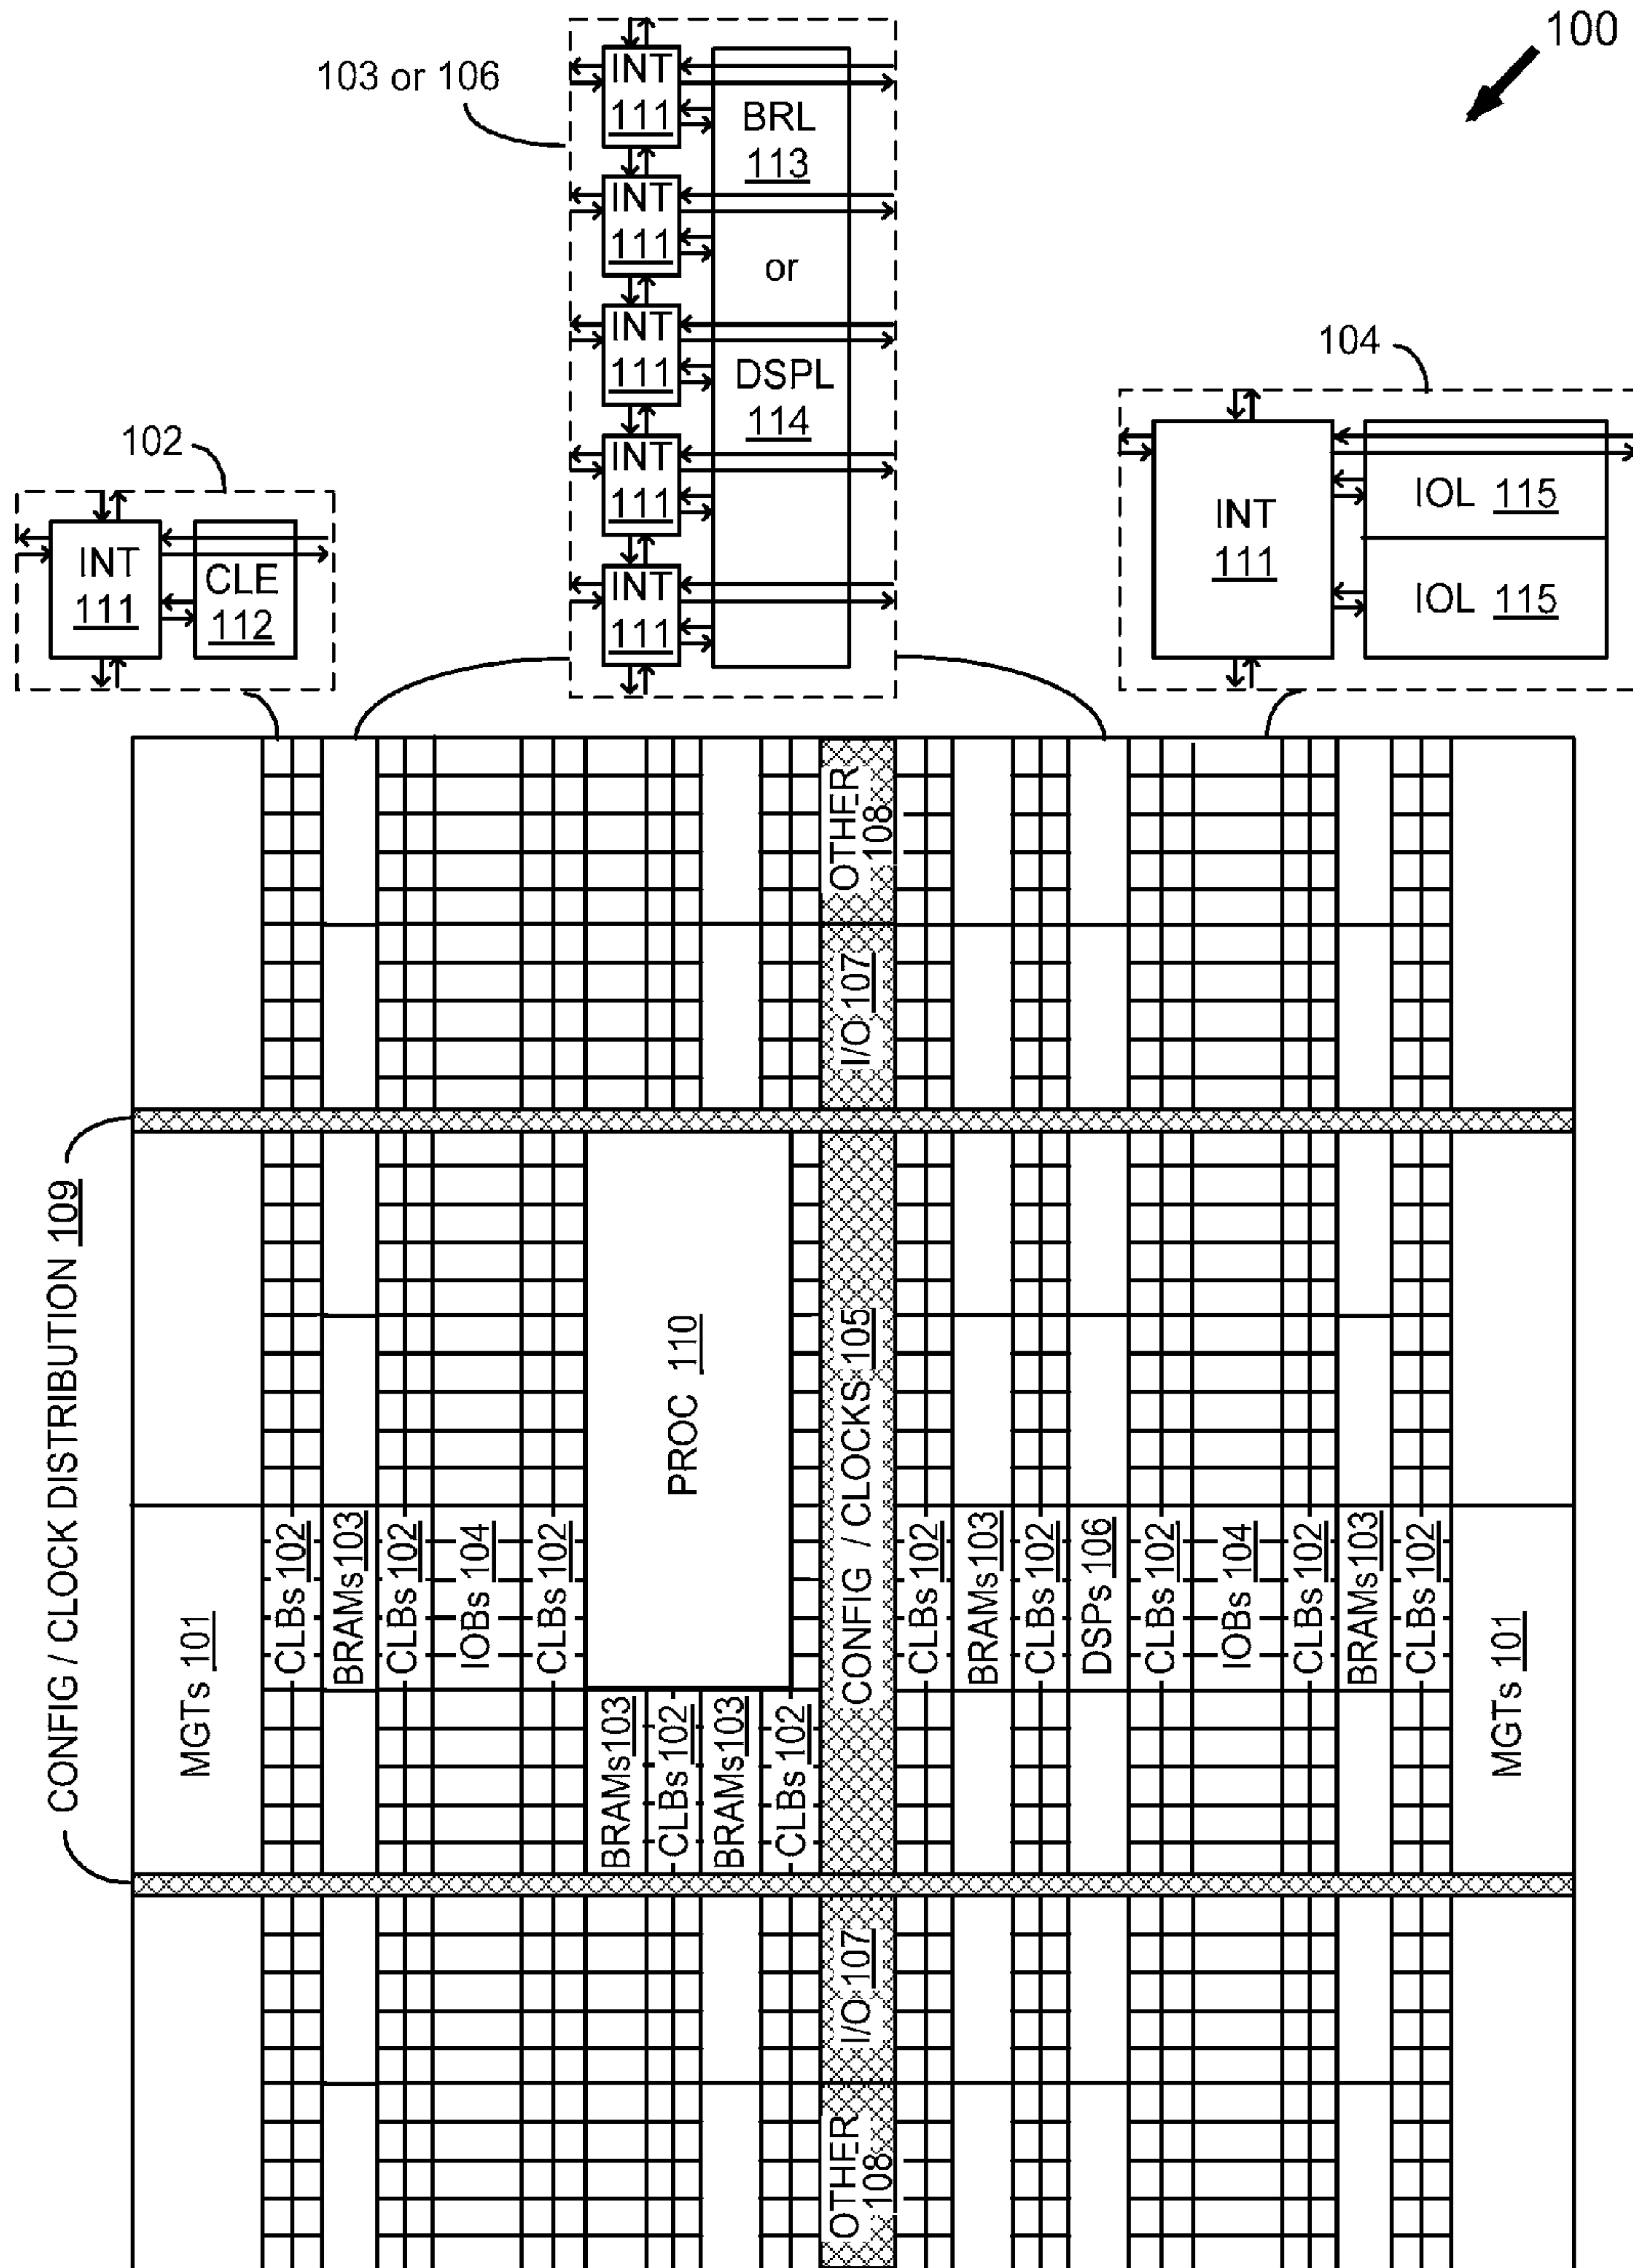 100
103 or 106
INT
111
INT
111
INT
111
INT
111
INT
111
BRL
113
or
DSPL
114
104
INT
111
IOL 115
IOL 115
102
INT
111
CLE
112
OTHER
108
I/O 107
CONFIG / CLOCK DISTRIBUTION 109
PROC 110
CONFIG / CLOCKS 105
MGTs 101
CLBs 102
BRAMs 103
CLBs 102
IOBs 104
CLBs 102
BRAMs 103
CLBs 102
BRAMs 103
CLBs 102
CLBs 102
BRAMs 103
CLBs 102
DSPs 106
CLBs 102
IOBs 104
CLBs 102
BRAMs 103
CLBs 102
MGTs 101
I/O 107
OTHER
108